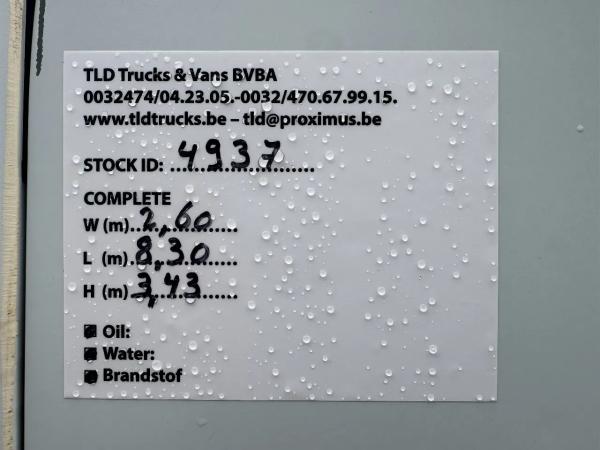 TLD Trucks & Vans BVBA
0032474/04.23.05.-0032/470.67.99.15.
www.tldtrucks.be – tld@proximus.be
STOCK ID: 4937
COMPLETE
W (m) 2,60
L (m) 8,30
H (m) 3,43
Oil:
Water:
Brandstof